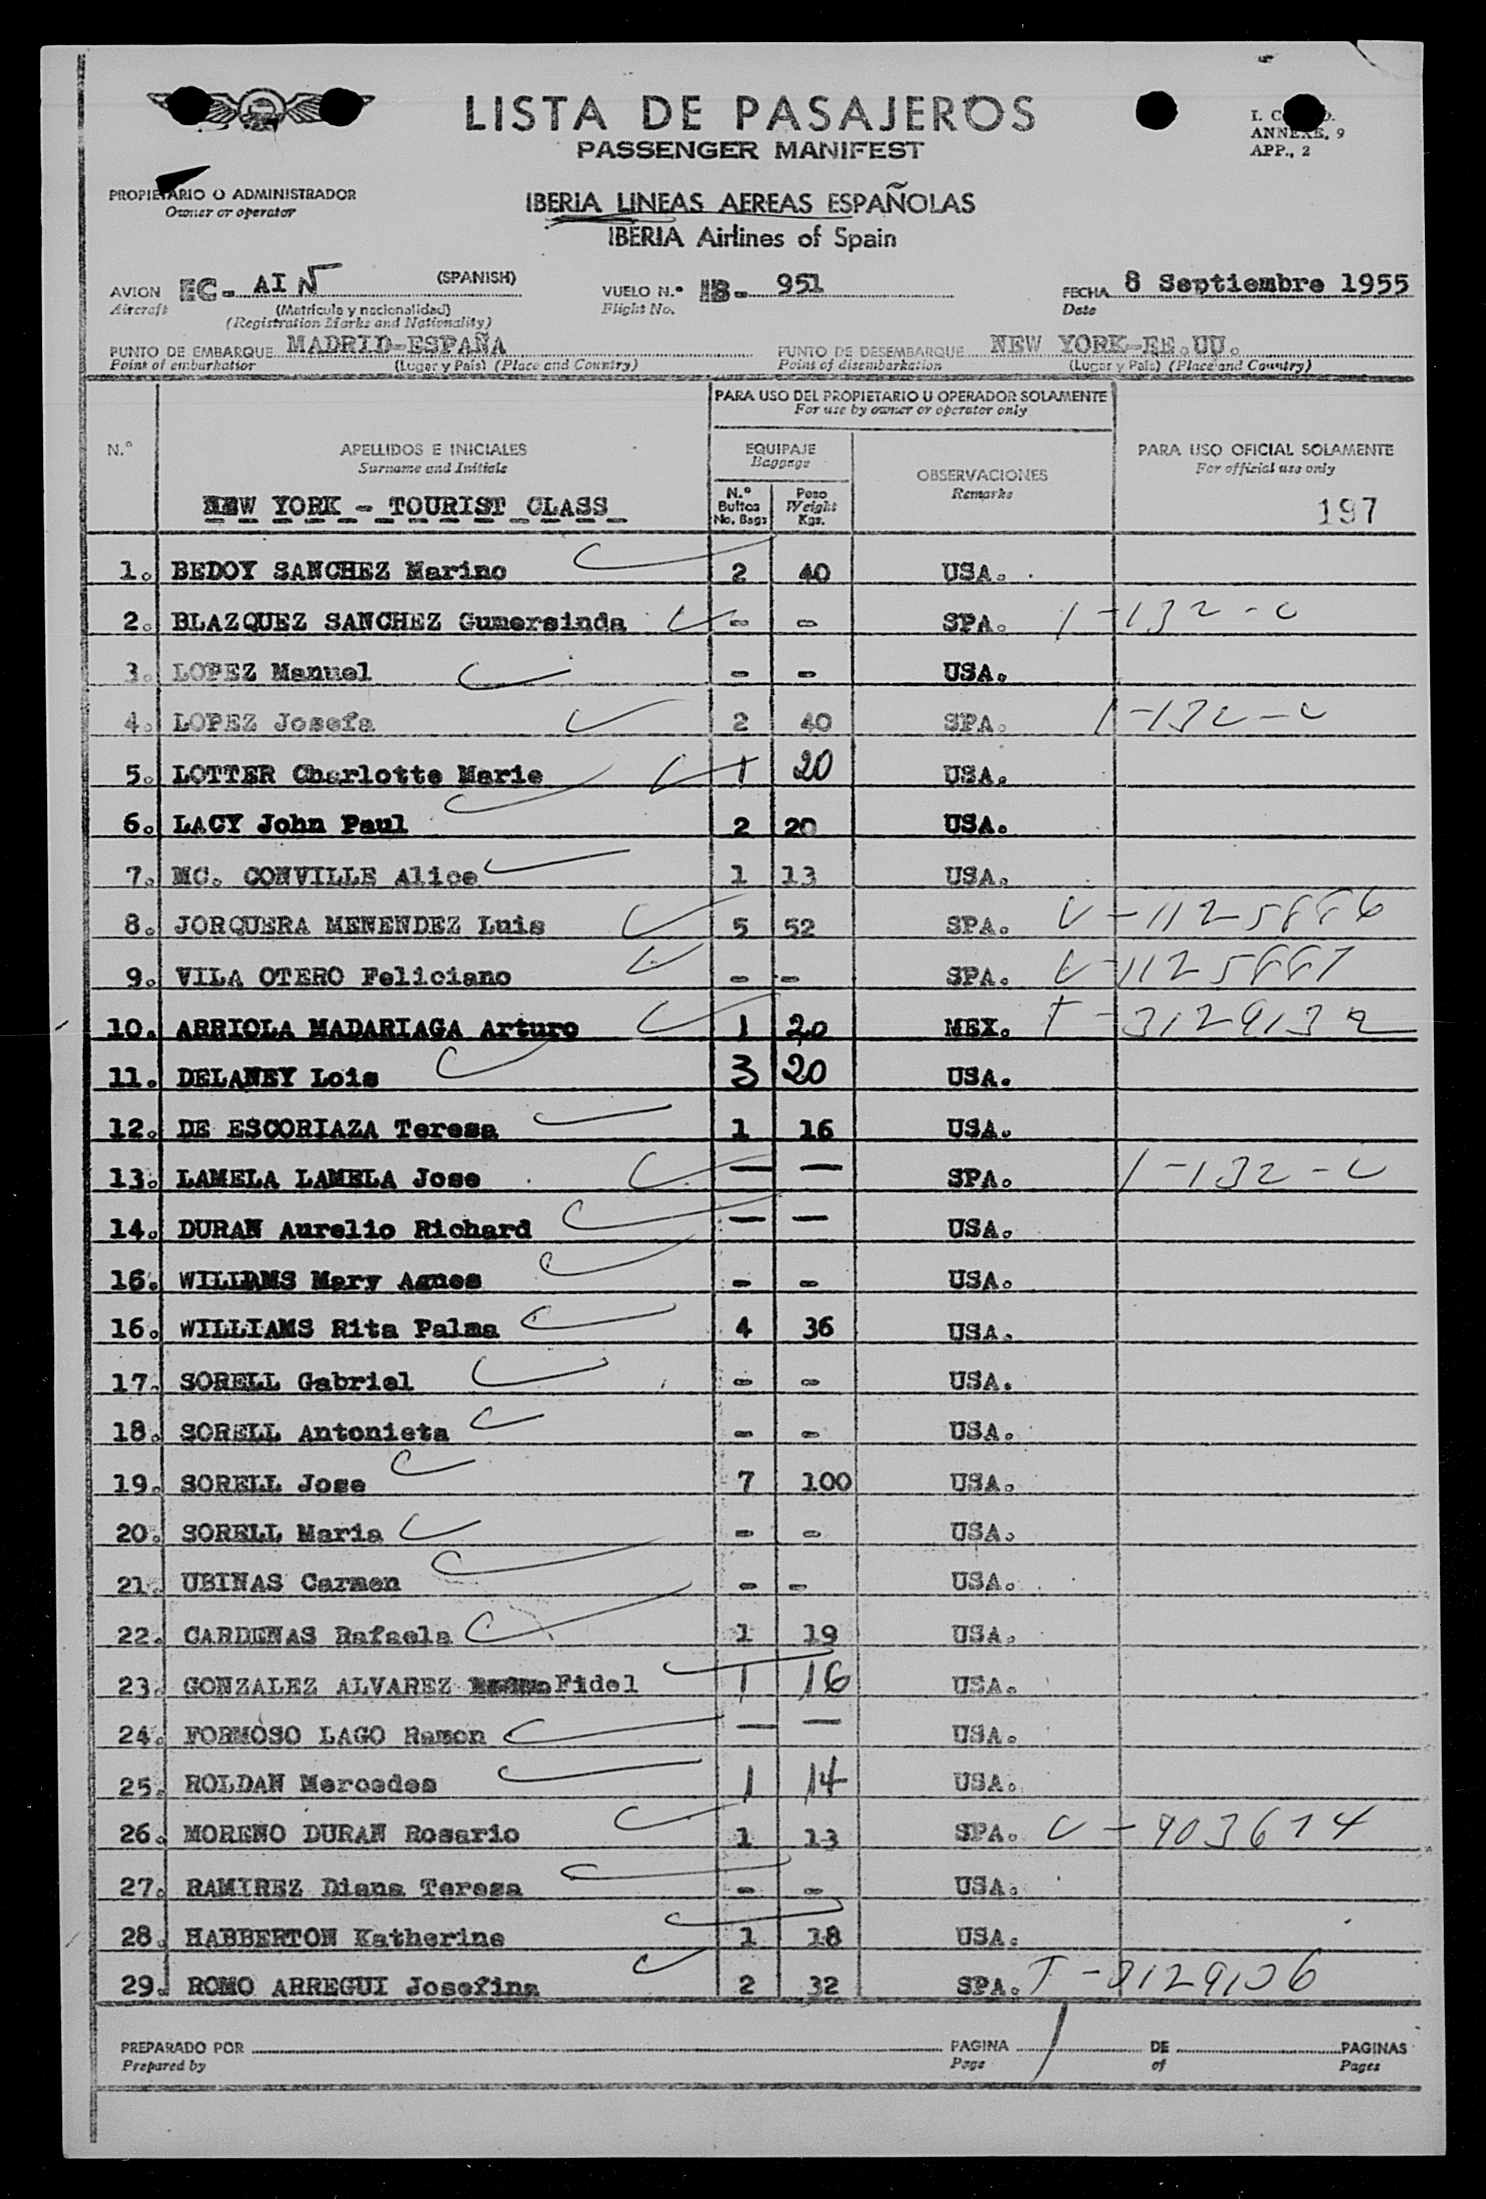 LISTA DE PASAJEROS
PASSENGER MANIFEST
I. C
ANNEXE, 9
APP., 2
PROPIETARIO O ADMINISTRADOR
Owner or operator
IBERIA LINEAS AEREAS ESPAÑOLAS
IBERIA Airlines of Spain
AVION EC- AIN (SPANISH) VUELO N.º IB- 951 FECHA 8 Septiembre 1955
Aircraft (Matrícula y nacionalidad) Flight No. Date
(Registration Marks and Nationality)
PUNTO DE EMBARQUE MADRID-ESPAÑA PUNTO DE DESEMBARQUE NEW YORK-EE.UU.
Point of embarkation (Lugar y País) (Place and Country) Point of disembarkation (Lugar y País) (Place and Country)
PARA USO DEL PROPIETARIO U OPERADOR SOLAMENTE
For use by owner or operator only
N.º APELLIDOS E INICIALES EQUIPAJE OBSERVACIONES PARA USO OFICIAL SOLAMENTE
Surname and Initials Baggage Remarks For official use only
NEW YORK - TOURIST CLASS N.º Bultos No. Bags Peso Weight Kgs. 197
1. BEDOY SANCHEZ Marino 2 40 USA.
2. BLAZQUEZ SANCHEZ Gumersinda - - SPA. 1-132-C
3. LOPEZ Manuel - - USA.
4. LOPEZ Josefa 2 40 SPA. 1-132-C
5. LOTTER Charlotte Marie 1 20 USA.
6. LACY John Paul 2 20 USA.
7. MC. CONVILLE Alice 1 13 USA.
8. JORQUERA MENENDEZ Luis 5 52 SPA. V-1125886
9. VILA OTERO Feliciano - - SPA. V-1125887
10. ARRIOLA MADARIAGA Arturo 1 20 MEX. T-3129132
11. DELANEY Lois 3 20 USA.
12. DE ESCORIAZA Teresa 1 16 USA.
13. LAMELA LAMELA Jose - - SPA. 1-132-C
14. DURAN Aurelio Richard - - USA.
16. WILLIAMS Mary Agnes - - USA.
16. WILLIAMS Rita Palma 4 36 USA.
17. SORELL Gabriel - - USA.
18. SORELL Antonieta - - USA.
19. SORELL Jose 7 100 USA.
20. SORELL Maria - - USA.
21. UBINAS Carmen - - USA.
22. CARDENAS Rafaela 1 19 USA.
23. GONZALEZ ALVAREZ Fidel 1 16 USA.
24. FORMOSO LAGO Ramon - - USA.
25. ROLDAN Mercedes 1 14 USA.
26. MORENO DURAN Rosario 1 13 SPA. V-903674
27. RAMIREZ Diana Teresa - - USA.
28. HABBERTON Katherine 1 18 USA.
29. ROMO ARREGUI Josefina 2 32 SPA. T-3129136
PREPARADO POR PAGINA 1 DE PAGINAS
Prepared by Page of Pages